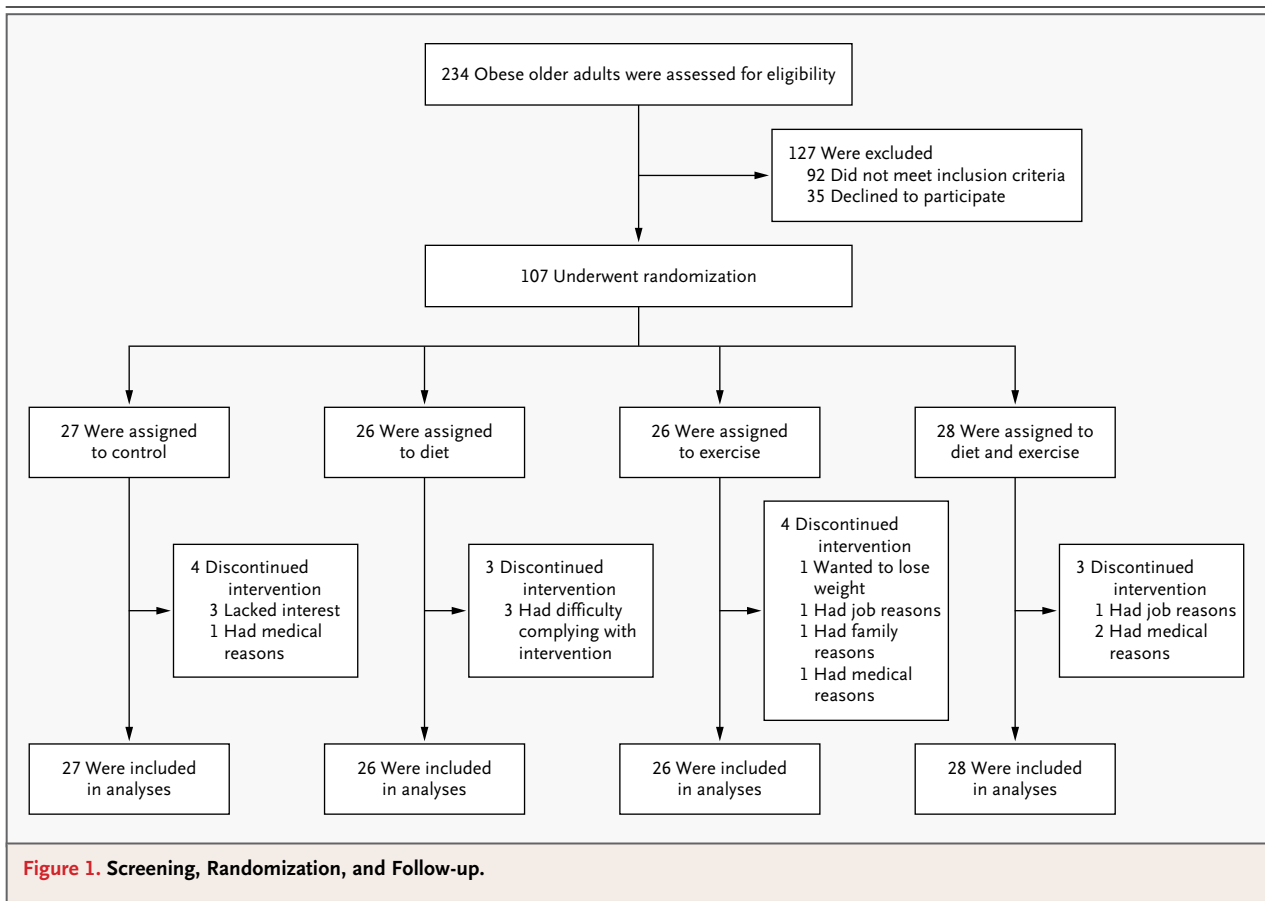 234 Obese older adults were assessed for eligibility
127 Were excluded
92 Did not meet inclusion criteria
35 Declined to participate
107 Underwent randomization
27 Were assigned
to control
26 Were assigned
to diet
26 Were assigned
to exercise
28 Were assigned to
diet and exercise
4 Discontinued
intervention
3 Lacked interest
1 Had medical
reasons
3 Discontinued
intervention
3 Had difficulty
complying with
intervention
4 Discontinued
intervention
1 Wanted to lose
weight
1 Had job reasons
1 Had family
reasons
1 Had medical
reasons
3 Discontinued
intervention
1 Had job reasons
2 Had medical
reasons
27 Were included
in analyses
26 Were included
in analyses
26 Were included
in analyses
28 Were included
in analyses
Figure 1. Screening, Randomization, and Follow-up.